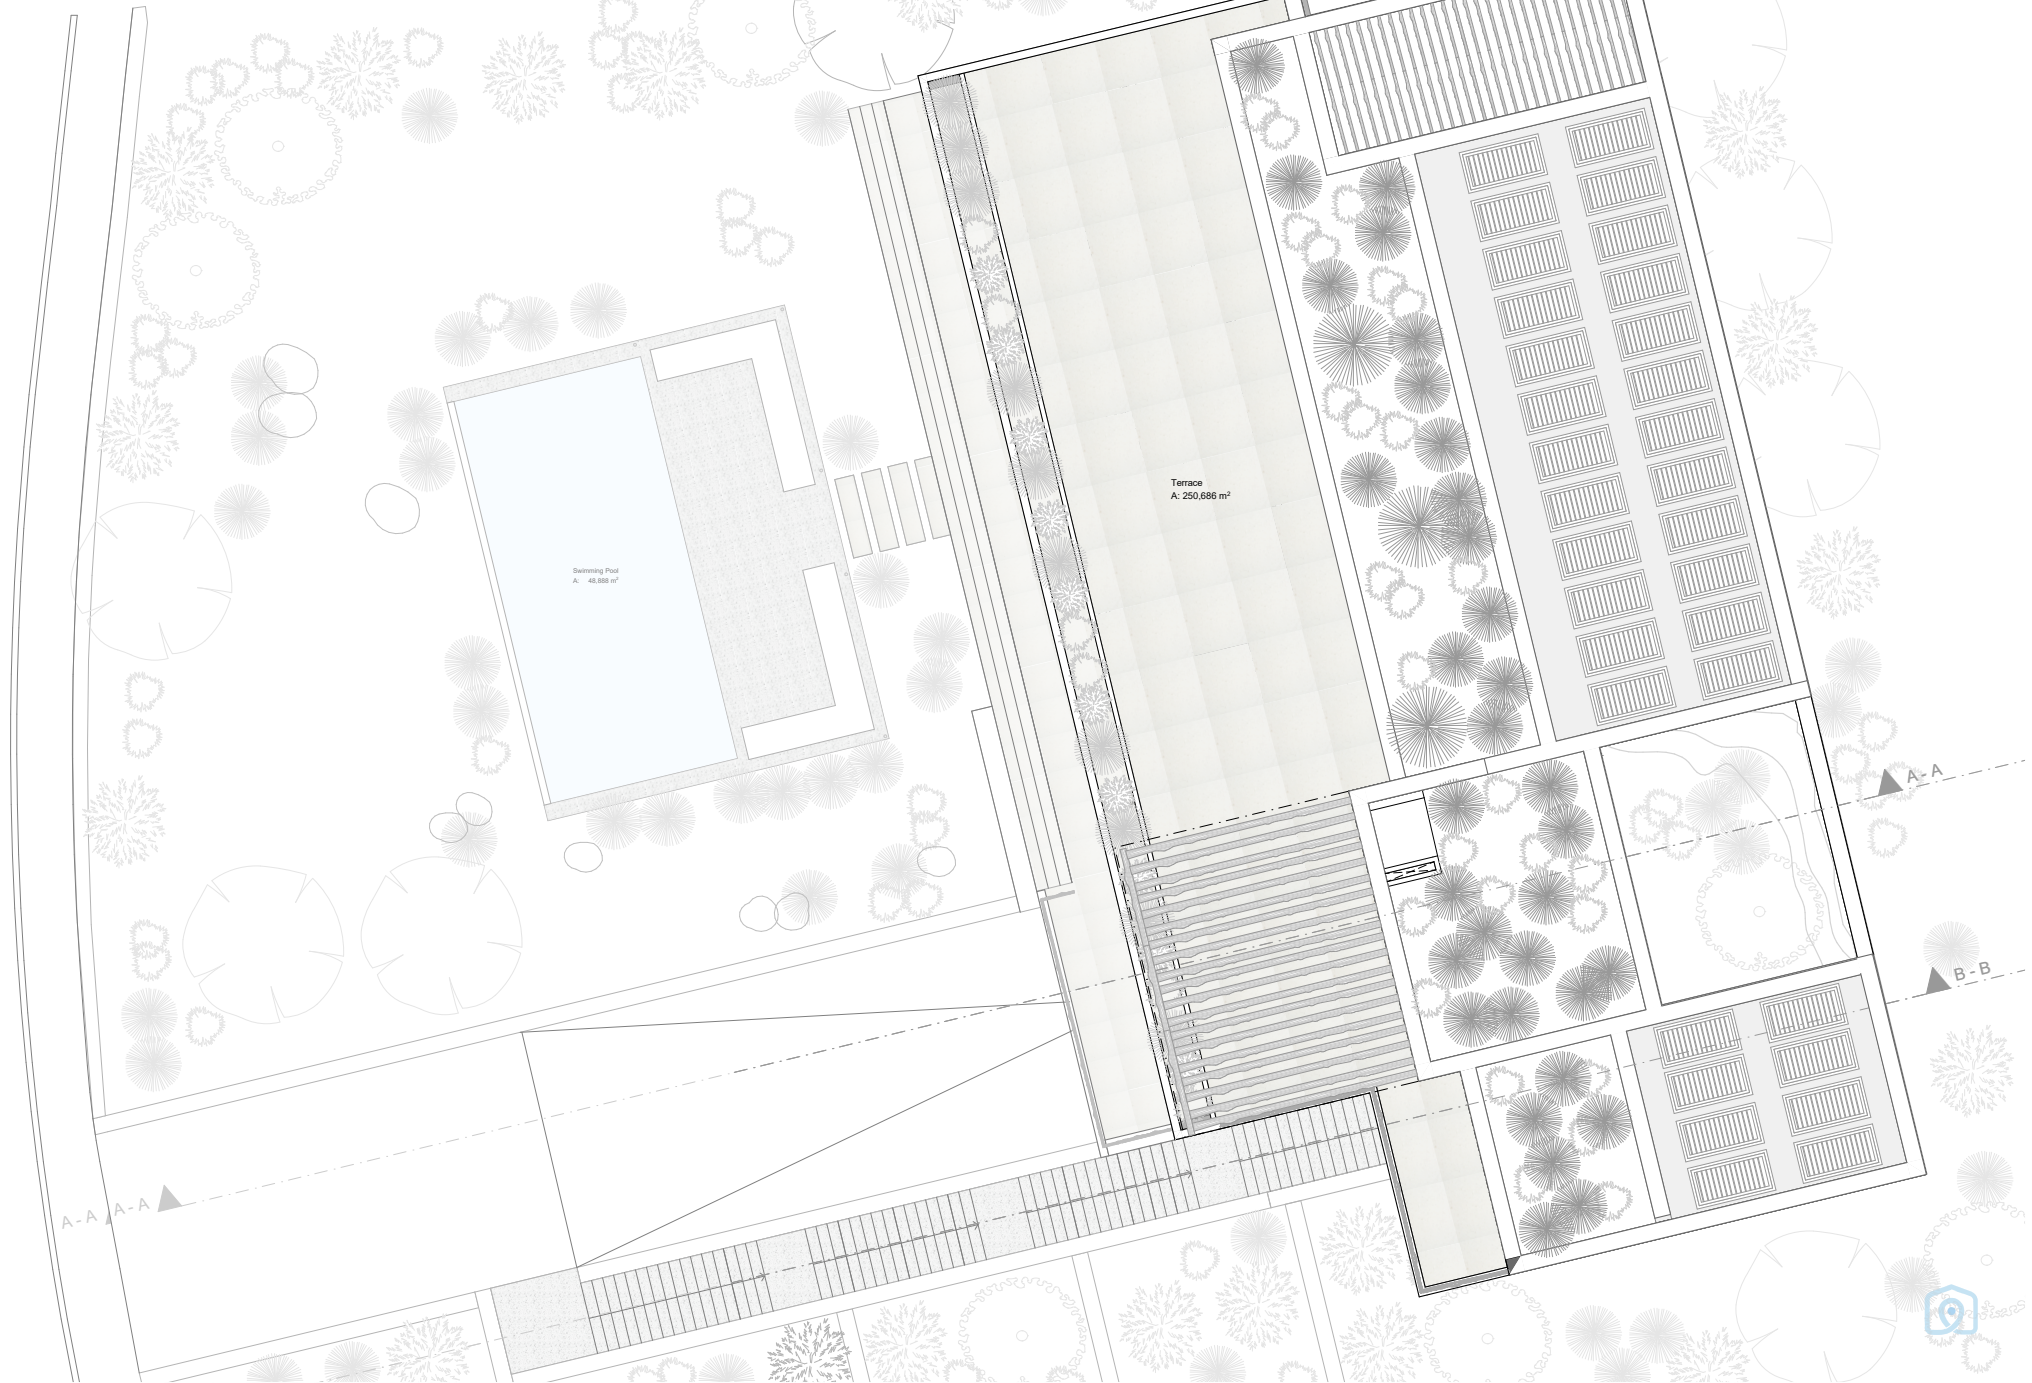 Terrace
A: 250,686 m²
Swimming Pool
A: 48,888 m²
A-A
B-B
A-A
A-A